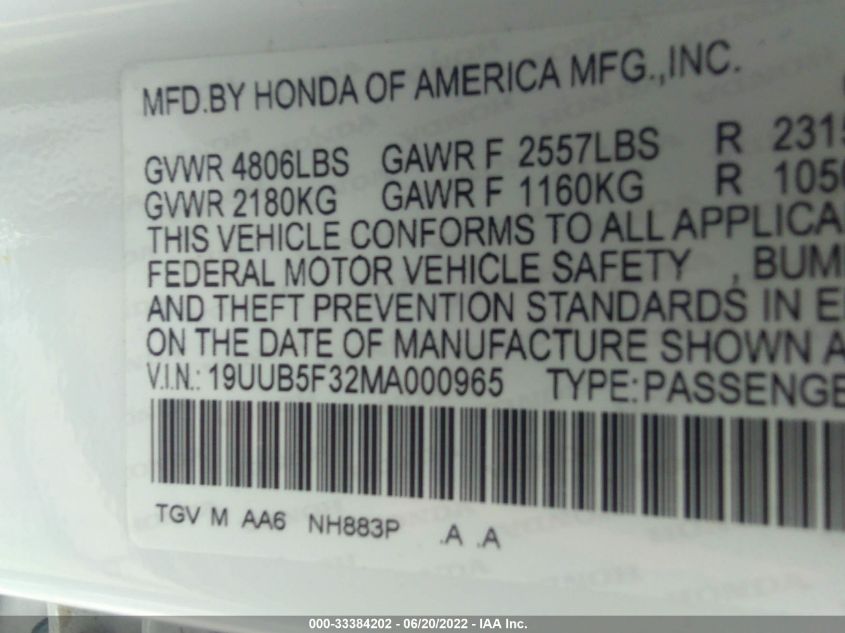 MFD.BY HONDA OF AMERICA MFG.,INC.
GVWR 4806LBS GAWR F 2557LBS R 2315
GVWR 2180KG GAWR F 1160KG R 1050
THIS VEHICLE CONFORMS TO ALL APPLICA
FEDERAL MOTOR VEHICLE SAFETY , BUM
AND THEFT PREVENTION STANDARDS IN E
ON THE DATE OF MANUFACTURE SHOWN A
V.I.N.: 19UUB5F32MA000965 TYPE:PASSENGE
TGV M AA6 NH883P .A .A
000-33384202 - 06/20/2022 - IAA Inc.